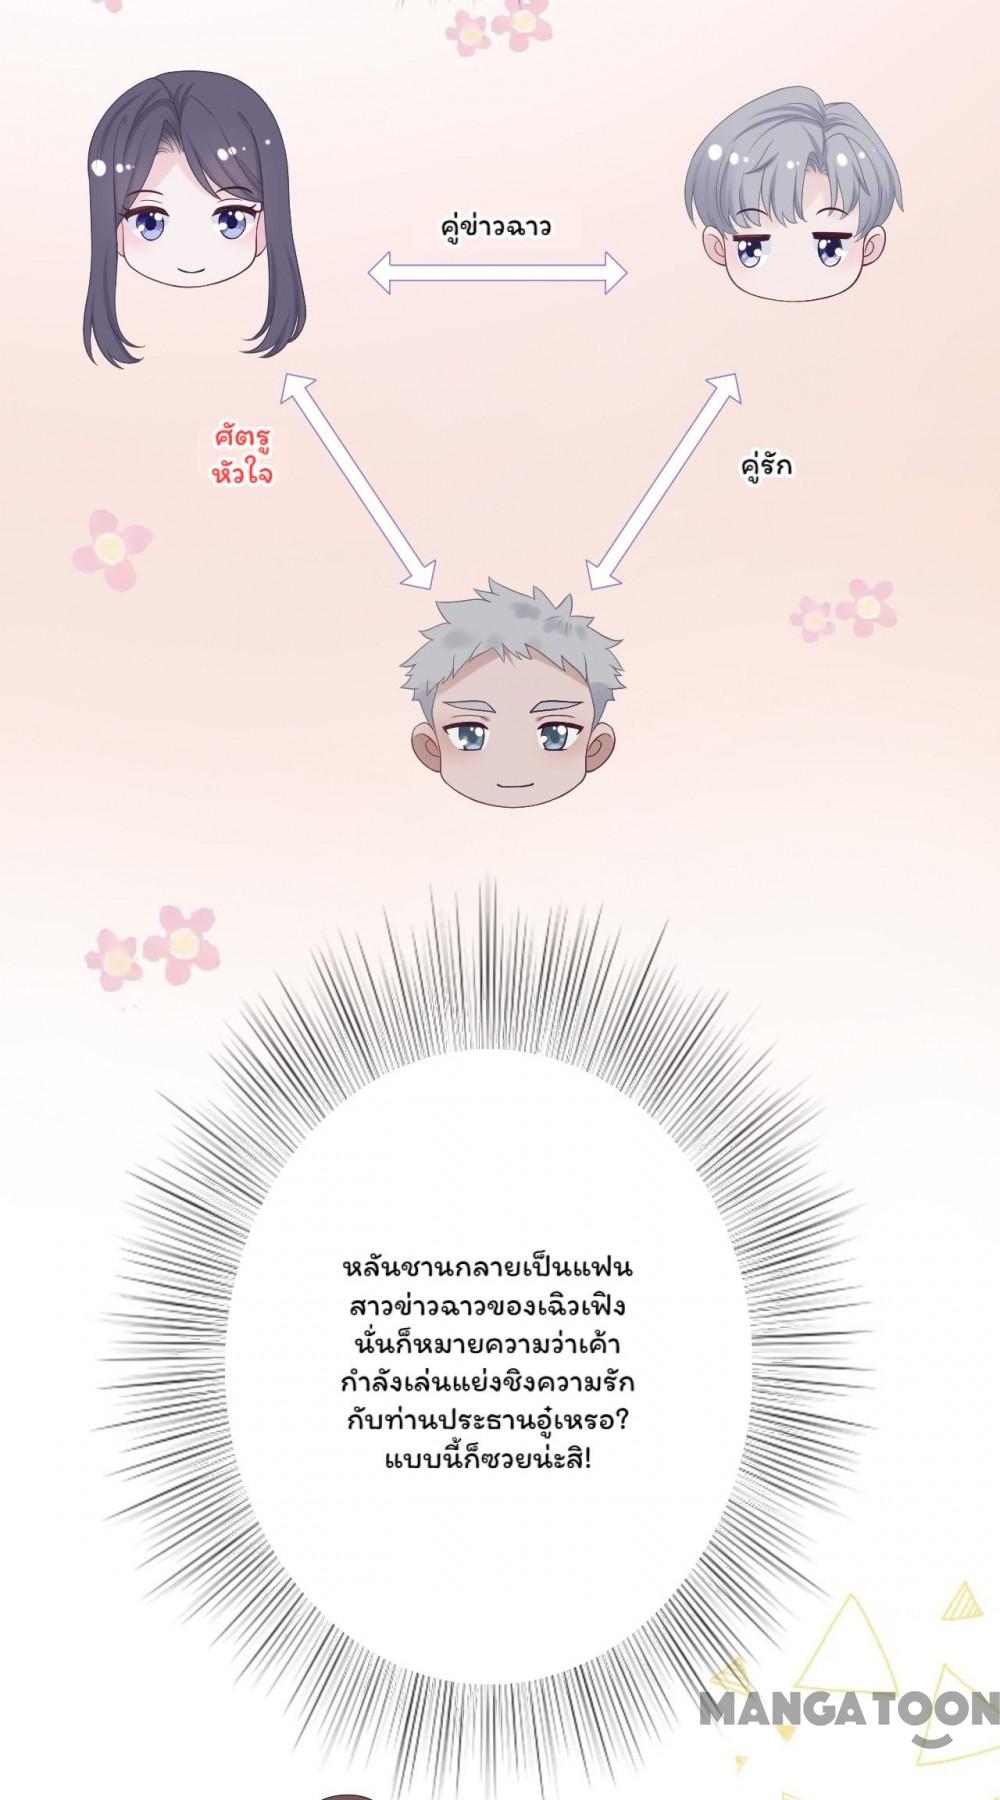 คู่ข่าวฉาว
ศัตรู
หัวใจ
คู่รัก
หลันชานกลายเป็นแฟน
สาวข่าวฉาวของเฉิวเฟิง
นั่นก็หมายความว่าเค้า
กำลังเล่นแย่งชิงความรัก
กับท่านประธานอู๋เหรอ?
แบบนี้ก็ซวยน่ะสิ!
MANGATOON